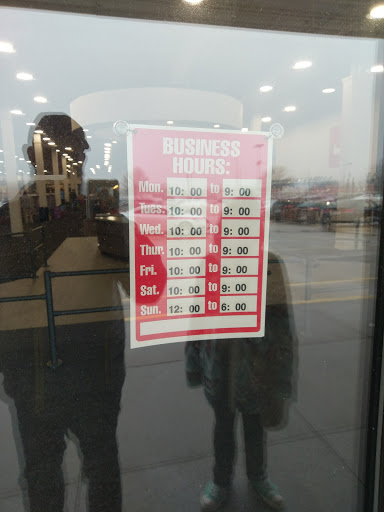 BUSINESS
HOURS:
Mon. 10: 00 to 9: 00
Tues. 10: 00 to 9: 00
Wed. 10: 00 to 9: 00
Thur. 10: 00 to 9: 00
Fri. 10: 00 to 9: 00
Sat. 10: 00 to 9: 00
Sun. 12: 00 to 6: 00